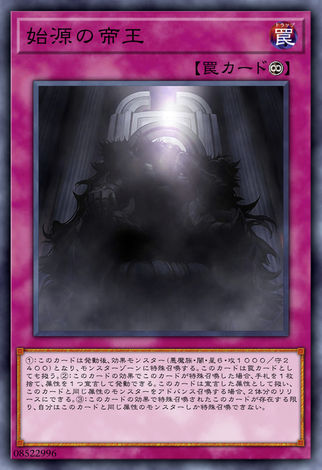 始源の帝王
トラップ
罠
【罠カード】
①:このカードは発動後、効果モンスター(悪魔族・闇・星6・攻1000/守2
400)となり、モンスターゾーンに特殊召喚する。このカードは罠カードとし
ても扱う。②:このカードの効果でこのカードが特殊召喚した場合、手札を1枚
捨て、属性を1つ宣言して発動できる。このカードは宣言した属性として扱い、
このカードと同じ属性のモンスターをアドバンス召喚する場合、2体分のリリ
ースにできる。③:この効果で特殊召喚されたこのカードが存在する限
り、自分はこのカードと同じ属性のモンスターしか特殊召喚できない。
08522996